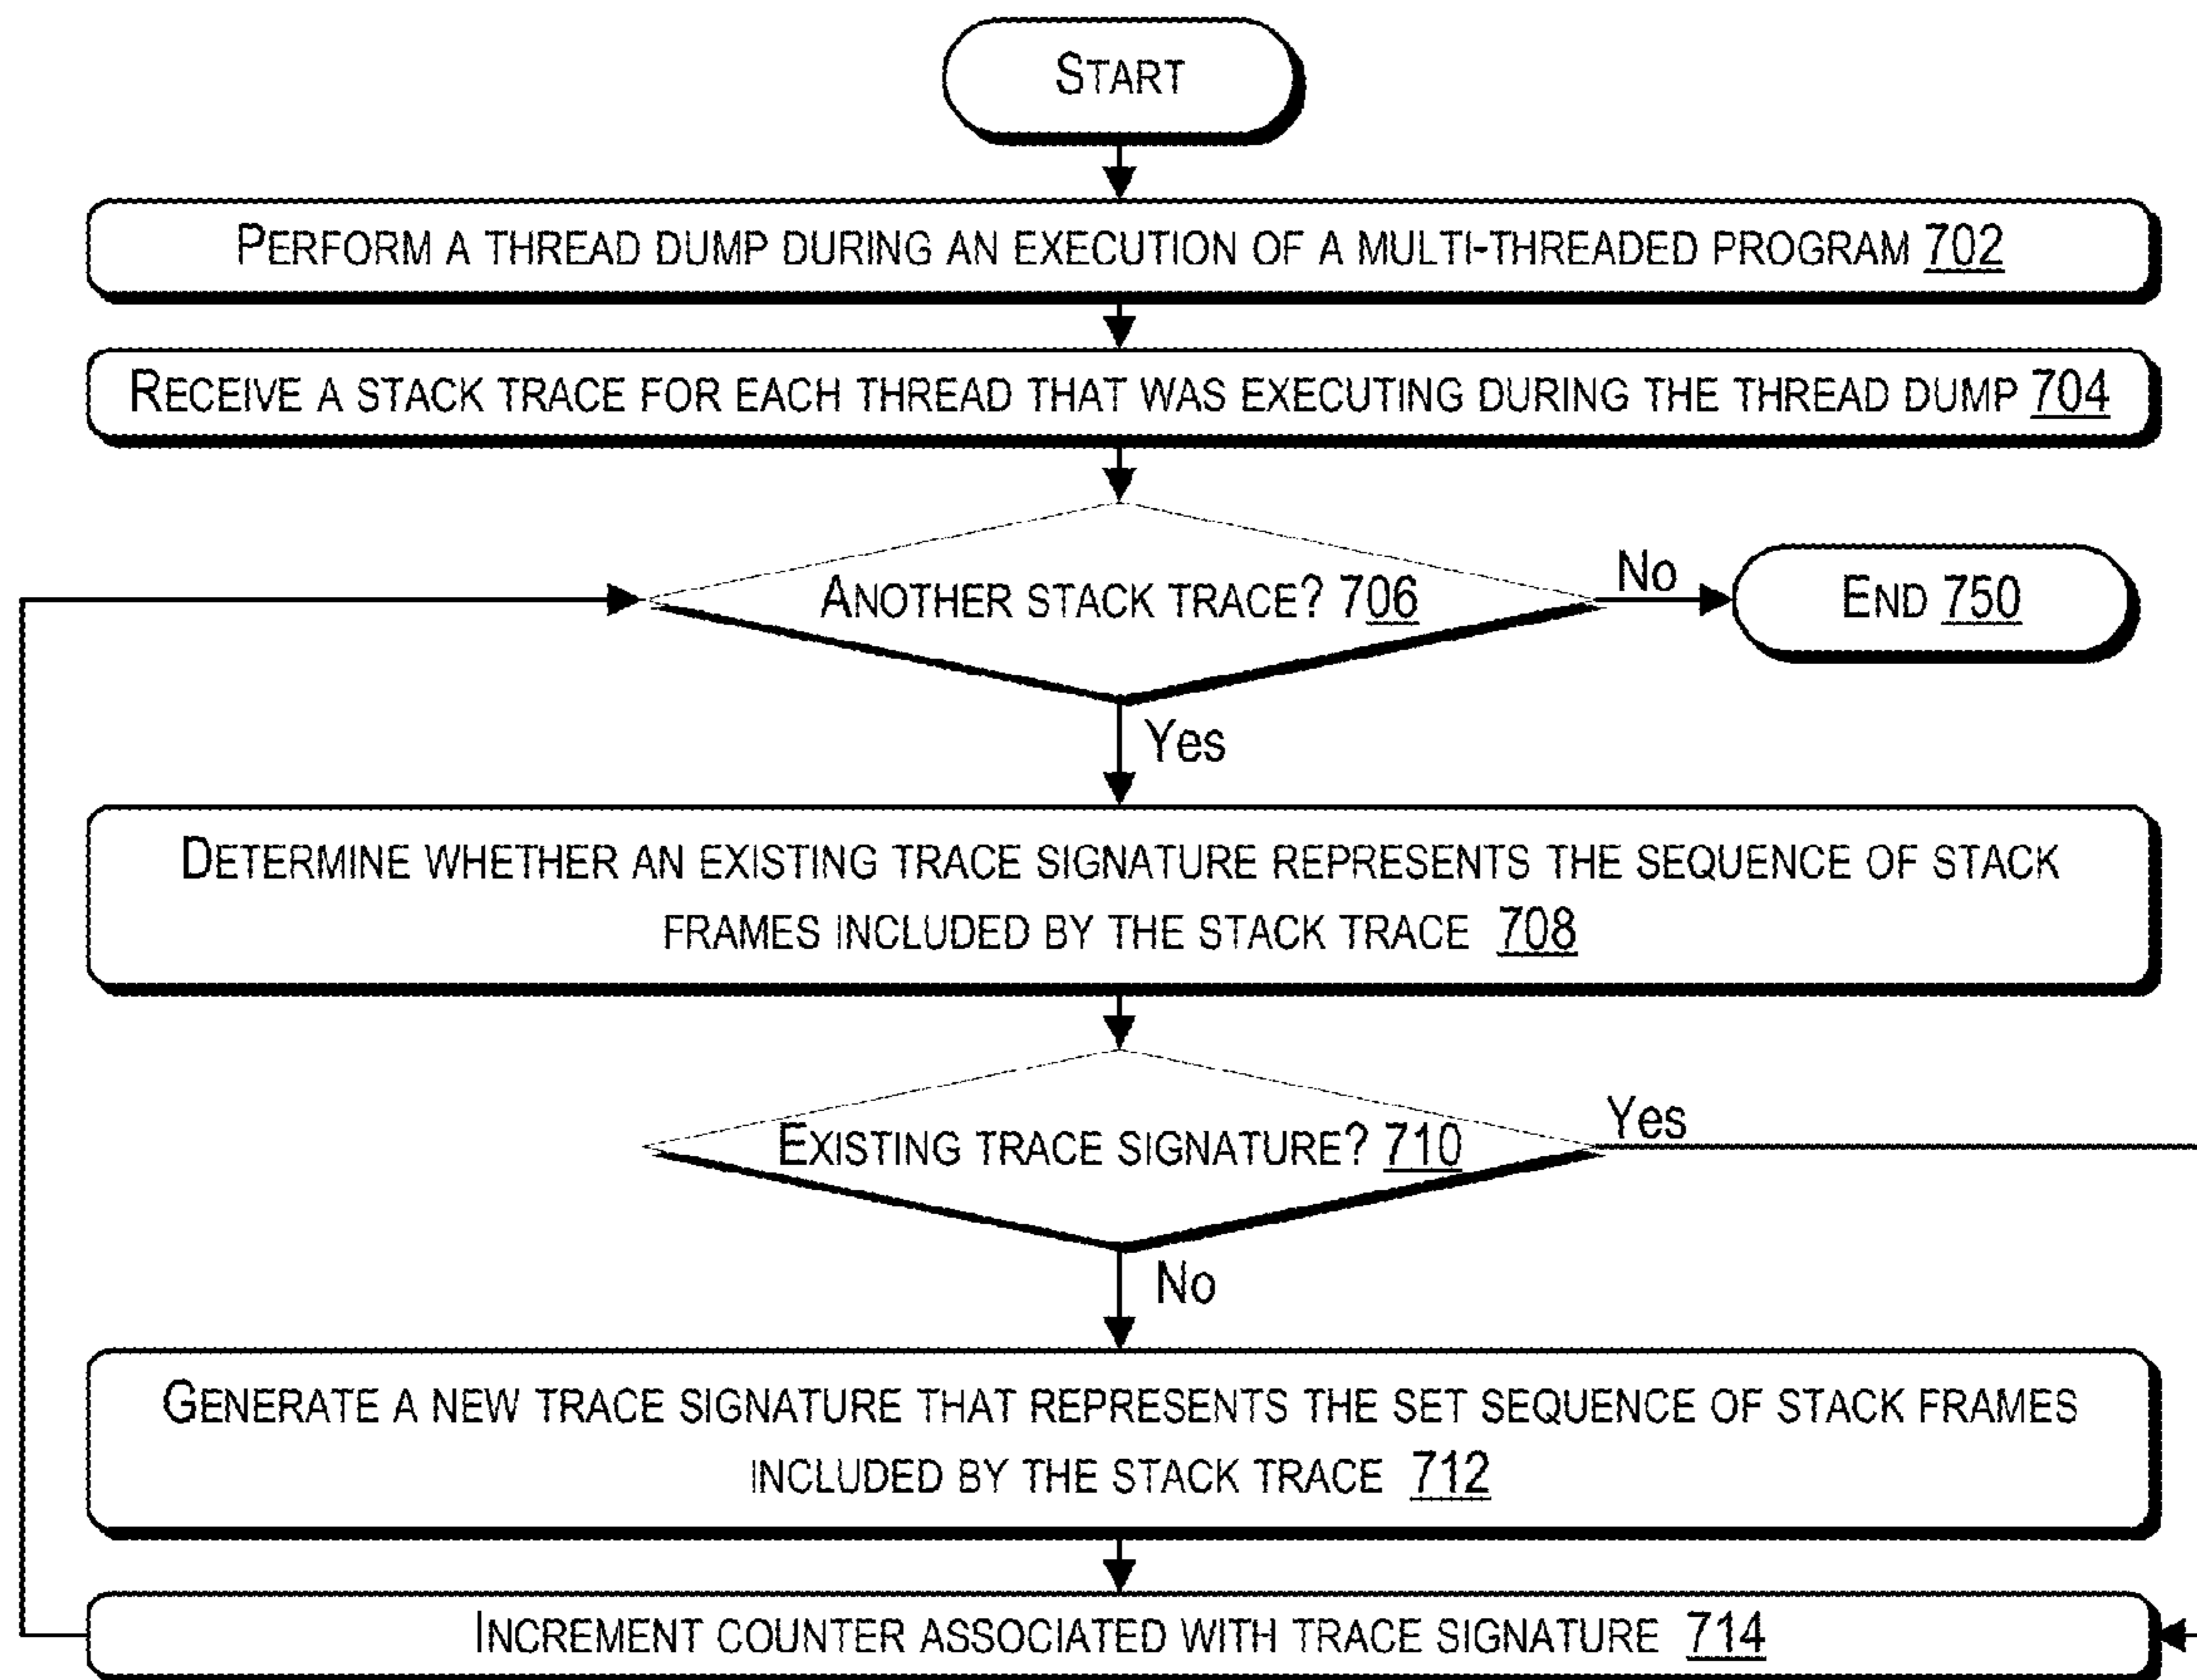 START
PERFORM A THREAD DUMP DURING AN EXECUTION OF A MULTI-THREADED PROGRAM 702
RECEIVE A STACK TRACE FOR EACH THREAD THAT WAS EXECUTING DURING THE THREAD DUMP 704
ANOTHER STACK TRACE? 706
No
END 750
Yes
DETERMINE WHETHER AN EXISTING TRACE SIGNATURE REPRESENTS THE SEQUENCE OF STACK
FRAMES INCLUDED BY THE STACK TRACE 708
EXISTING TRACE SIGNATURE? 710
Yes
No
GENERATE A NEW TRACE SIGNATURE THAT REPRESENTS THE SET SEQUENCE OF STACK FRAMES
INCLUDED BY THE STACK TRACE 712
INCREMENT COUNTER ASSOCIATED WITH TRACE SIGNATURE 714